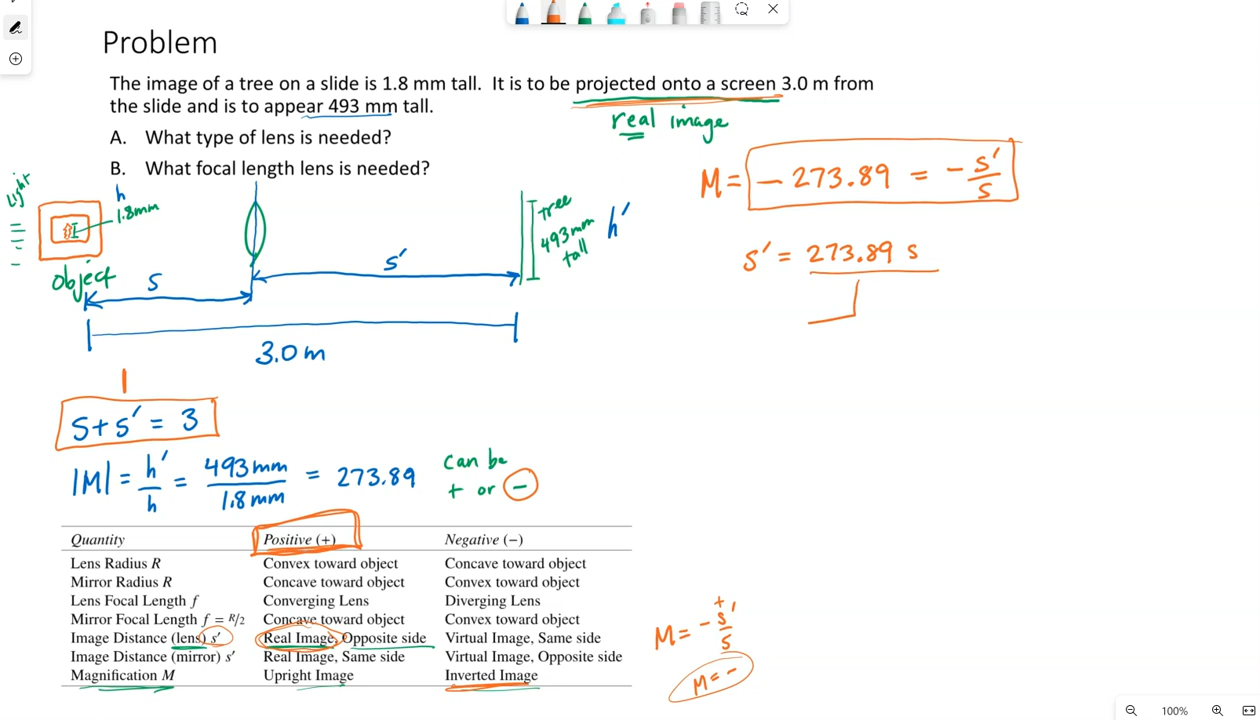 Problem
The image of a tree on a slide is 1.8 mm tall. It is to be projected onto a screen 3.0 m from
the slide and is to appear 493 mm tall.
real image
A. What type of lens is needed?
B. What focal length lens is needed?
M = - 273.89 = - s'/s
s' = 273.89 s
Light
h
1.8mm
object
s
s'
tree
493mm
tall
h'
3.0 m
S + s' = 3
|M| = h'/h = 493 mm/1.8 mm = 273.89
can be
+ or -
Quantity Positive (+) Negative (−)
Lens Radius R Convex toward object Concave toward object
Mirror Radius R Concave toward object Convex toward object
Lens Focal Length f Converging Lens Diverging Lens
Mirror Focal Length f = R/2 Concave toward object Convex toward object
Image Distance (lens) s' Real Image, Opposite side Virtual Image, Same side
Image Distance (mirror) s' Real Image, Same side Virtual Image, Opposite side
Magnification M Upright Image Inverted Image
+
M = - s'/s
M = -
100%